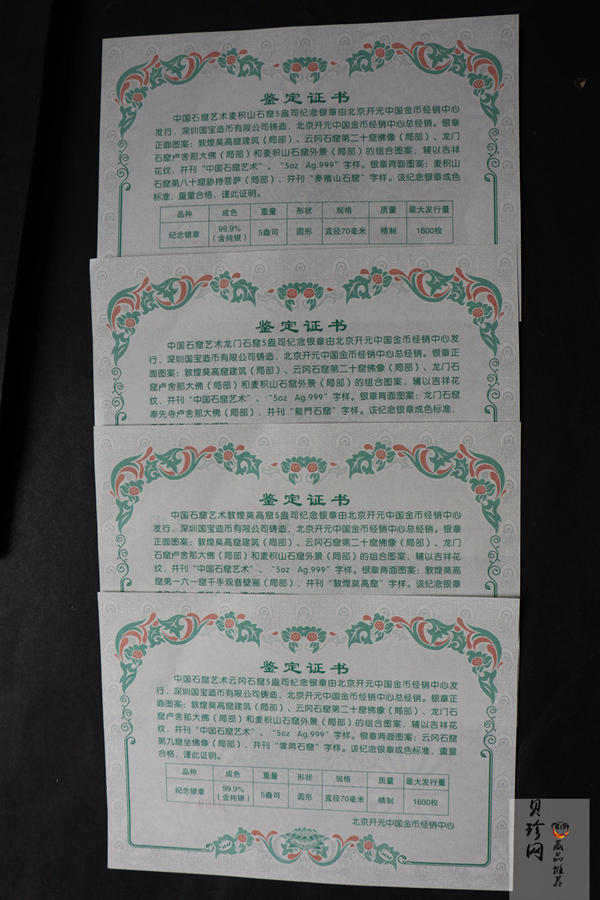 鉴定证书
中国石窟艺术麦积山石窟5盎司纪念银章由北京开元中国金币经销中心
发行，深圳国宝造币有限公司铸造，北京开元中国金币经销中心总经销。银章
正面图案：敦煌莫高窟建筑（局部）、云冈石窟第二十窟佛像（局部）、龙门
石窟卢舍那大佛（局部）和麦积山石窟外景（局部）的组合图案，辅以吉祥花
纹，并刊“中国石窟艺术”、“5oz Ag.999”字样。银章背面图案：麦积山
石窟第八十窟胁持菩萨（局部），并刊“麥積山石窟”字样。该纪念银章成色
标准，重量合格，谨此证明。
品种 成色 重量 形状 规格 质量 最大发行量
纪念银章 99.9%（含纯银） 5盎司 圆形 直径70毫米 精制 1600枚
鉴定证书
中国石窟艺术龙门石窟5盎司纪念银章由北京开元中国金币经销中心发
行，深圳国宝造币有限公司铸造，北京开元中国金币经销中心总经销。银章正
面图案：敦煌莫高窟建筑（局部）、云冈石窟第二十窟佛像（局部）、龙门石窟
卢舍那大佛（局部）和麦积山石窟外景（局部）的组合图案，辅以吉祥花纹，
并刊“中国石窟艺术”、“5oz Ag.999”字样。银章背面图案：龙门石窟
奉先寺卢舍那大佛（局部），并刊“龍門石窟”字样。该纪念银章成色标准，
鉴定证书
中国石窟艺术敦煌莫高窟5盎司纪念银章由北京开元中国金币经销中心
发行，深圳国宝造币有限公司铸造，北京开元中国金币经销中心总经销。银章
正面图案：敦煌莫高窟建筑（局部）、云冈石窟第二十窟佛像（局部）、龙门
石窟卢舍那大佛（局部）和麦积山石窟外景（局部）的组合图案，辅以吉祥花
纹，并刊“中国石窟艺术”、“5oz Ag.999”字样。银章背面图案：敦煌莫高
窟第一六一窟千手观音壁画（局部），并刊“敦煌莫高窟”字样。该纪念银章
鉴定证书
中国石窟艺术云冈石窟5盎司纪念银章由北京开元中国金币经销中心发
行，深圳国宝造币有限公司铸造，北京开元中国金币经销中心总经销。银章正
面图案：敦煌莫高窟建筑（局部）、云冈石窟第二十窟佛像（局部）、龙门石
窟卢舍那大佛（局部）和麦积山石窟外景（局部）的组合图案，辅以吉祥花
纹，并刊“中国石窟艺术”、“5oz Ag.999”字样。银章背面图案：云冈石窟
第九窟坐佛像（局部），并刊“雲岡石窟”字样。该纪念银章成色标准，重量
合格，谨此证明。
品种 成色 重量 形状 规格 质量 最大发行量
纪念银章 99.9%（含纯银） 5盎司 圆形 直径70毫米 精制 1600枚
北京开元中国金币经销中心
贝珍网
藏品推荐